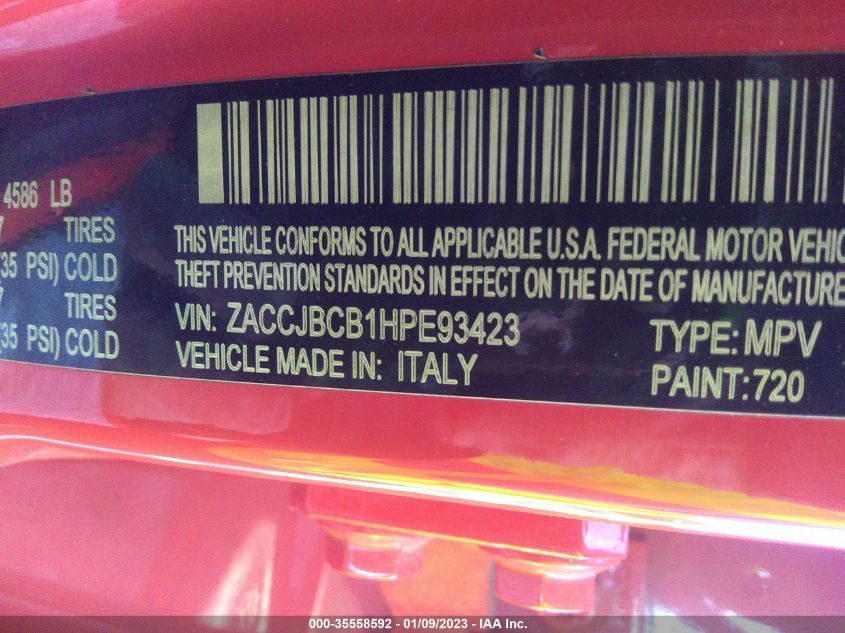 4586 LB
TIRES
35 PSI) COLD
TIRES
35 PSI) COLD
THIS VEHICLE CONFORMS TO ALL APPLICABLE U.S.A. FEDERAL MOTOR VEHIC
THEFT PREVENTION STANDARDS IN EFFECT ON THE DATE OF MANUFACTURE
VIN: ZACCJBCB1HPE93423
TYPE: MPV
VEHICLE MADE IN: ITALY
PAINT: 720
000-35558592 - 01/09/2023 - IAA Inc.